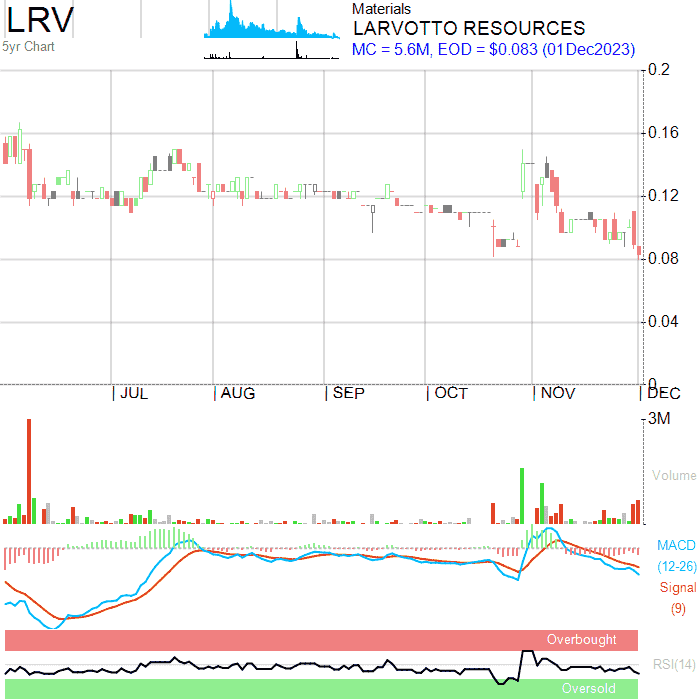 LRV
5yr Chart
Materials
LARVOTTO RESOURCES
MC = 5.6M, EOD = $0.083 (01Dec2023)
0.2
0.16
0.12
0.08
0.04
0
JUL AUG SEP OCT NOV DEC
3M
Volume
MACD
(12-26)
Signal
(9)
Overbought
RSI(14)
Oversold